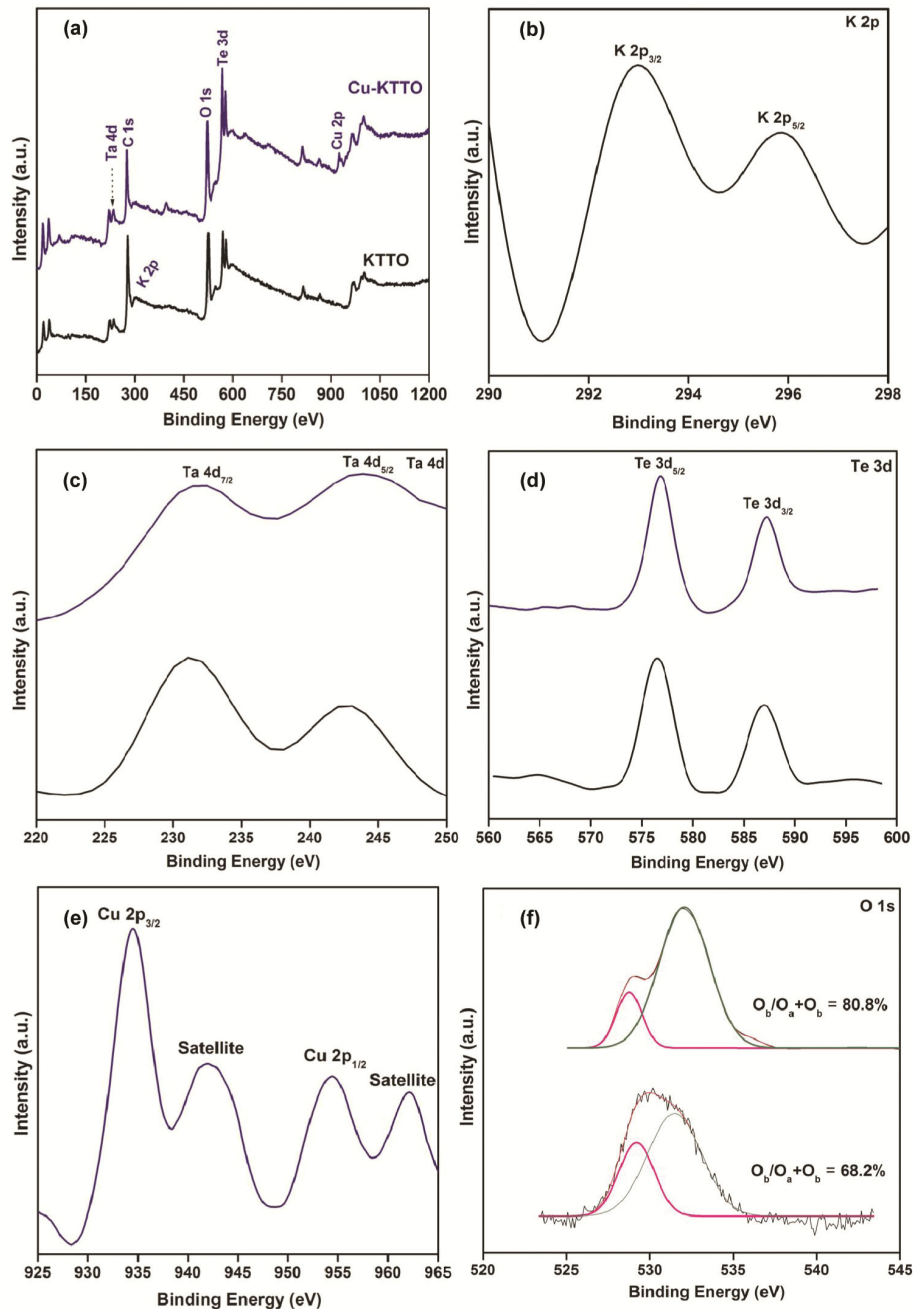 (a)
Cu-KTTO
Ta 4d
C 1s
O 1s
Te 3d
Cu 2p
K 2p
KTTO
Intensity (a.u.)
0 150 300 450 600 750 900 1050 1200
Binding Energy (eV)
(b)
K 2p
K 2p3/2
K 2p5/2
Intensity (a.u.)
290 292 294 296 298
Binding Energy (eV)
(c)
Ta 4d7/2
Ta 4d5/2
Ta 4d
Intensity (a.u.)
220 225 230 235 240 245 250
Binding Energy (eV)
(d)
Te 3d5/2
Te 3d
Te 3d3/2
Intensity (a.u.)
560 565 570 575 580 585 590 595 600
Binding Energy (eV)
(e)
Cu 2p3/2
Satellite
Cu 2p1/2
Satellite
Intensity (a.u.)
925 930 935 940 945 950 955 960 965
Binding Energy (eV)
(f)
O 1s
Ob/Oa+Ob = 80.8%
Ob/Oa+Ob = 68.2%
Intensity (a.u.)
520 525 530 535 540 545
Binding Energy (eV)